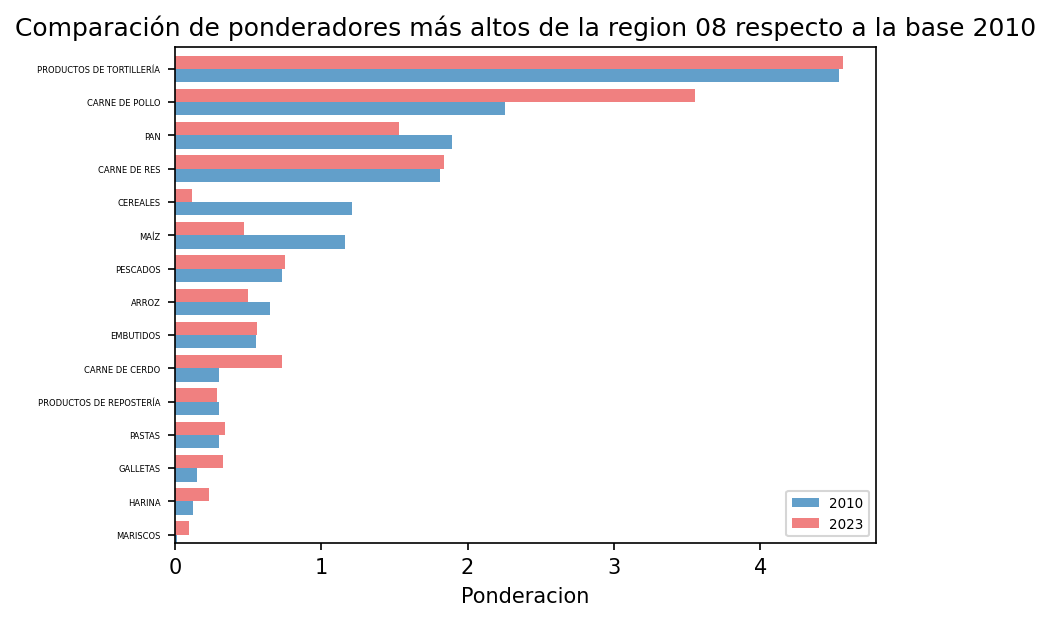 Comparación de ponderadores más altos de la region 08 respecto a la base 2010
PRODUCTOS DE TORTILLERÍA
CARNE DE POLLO
PAN
CARNE DE RES
CEREALES
MAÍZ
PESCADOS
ARROZ
EMBUTIDOS
CARNE DE CERDO
PRODUCTOS DE REPOSTERÍA
PASTAS
GALLETAS
HARINA
MARISCOS
2010
2023
0 1 2 3 4
Ponderacion